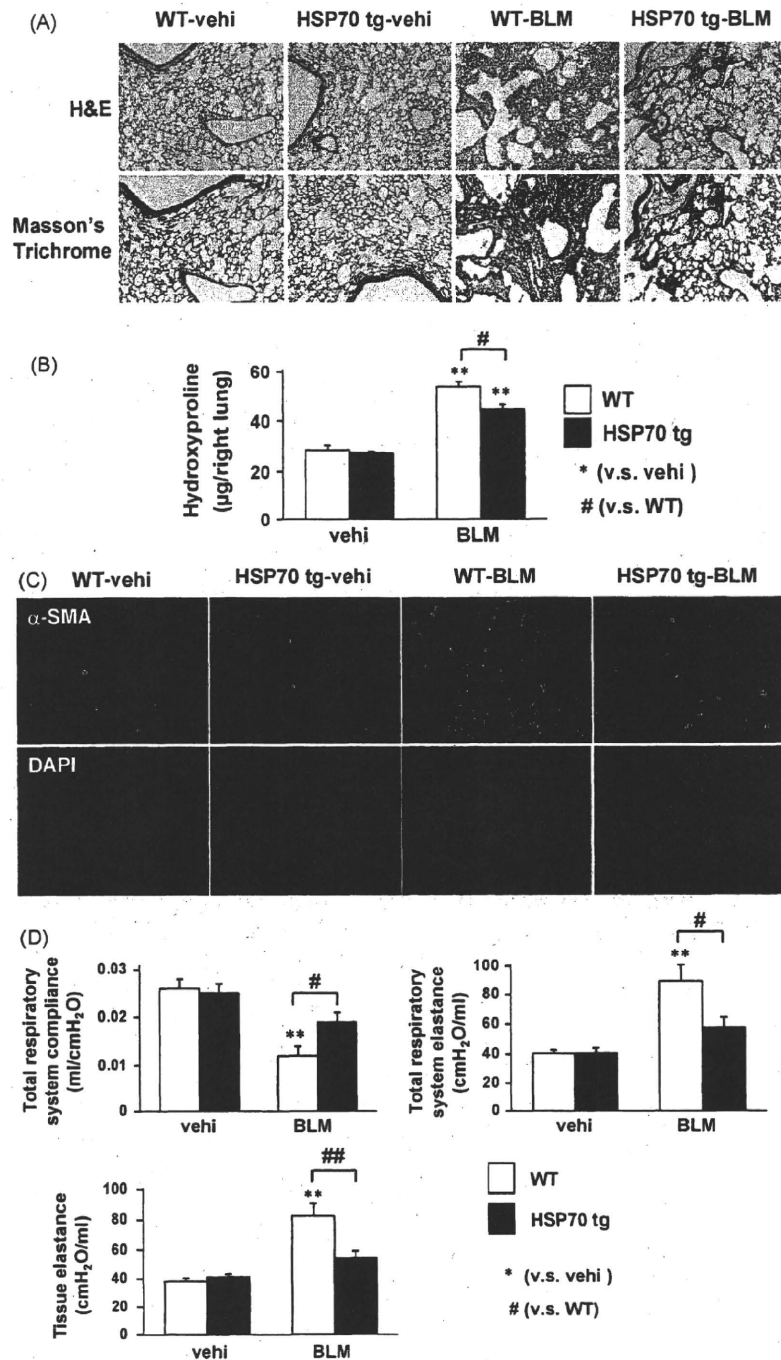 (A)
WT-vehi HSP70 tg-vehi WT-BLM HSP70 tg-BLM
H&E
Masson's
Trichrome
(B)
Hydroxyproline
(µg/right lung)
60
40
20
0
** # **
vehi BLM
WT
HSP70 tg
* (v.s. vehi )
# (v.s. WT)
(C)
WT-vehi HSP70 tg-vehi WT-BLM HSP70 tg-BLM
α-SMA
DAPI
(D)
Total respiratory
system compliance
(ml/cmH2O)
0.03
0.02
0.01
0
** #
vehi BLM
Total respiratory
system elastance
(cmH2O/ml)
100
80
60
40
0
** #
vehi BLM
Tissue elastance
(cmH2O/ml)
80
60
40
0
** ##
vehi BLM
WT
HSP70 tg
* (v.s. vehi )
# (v.s. WT)